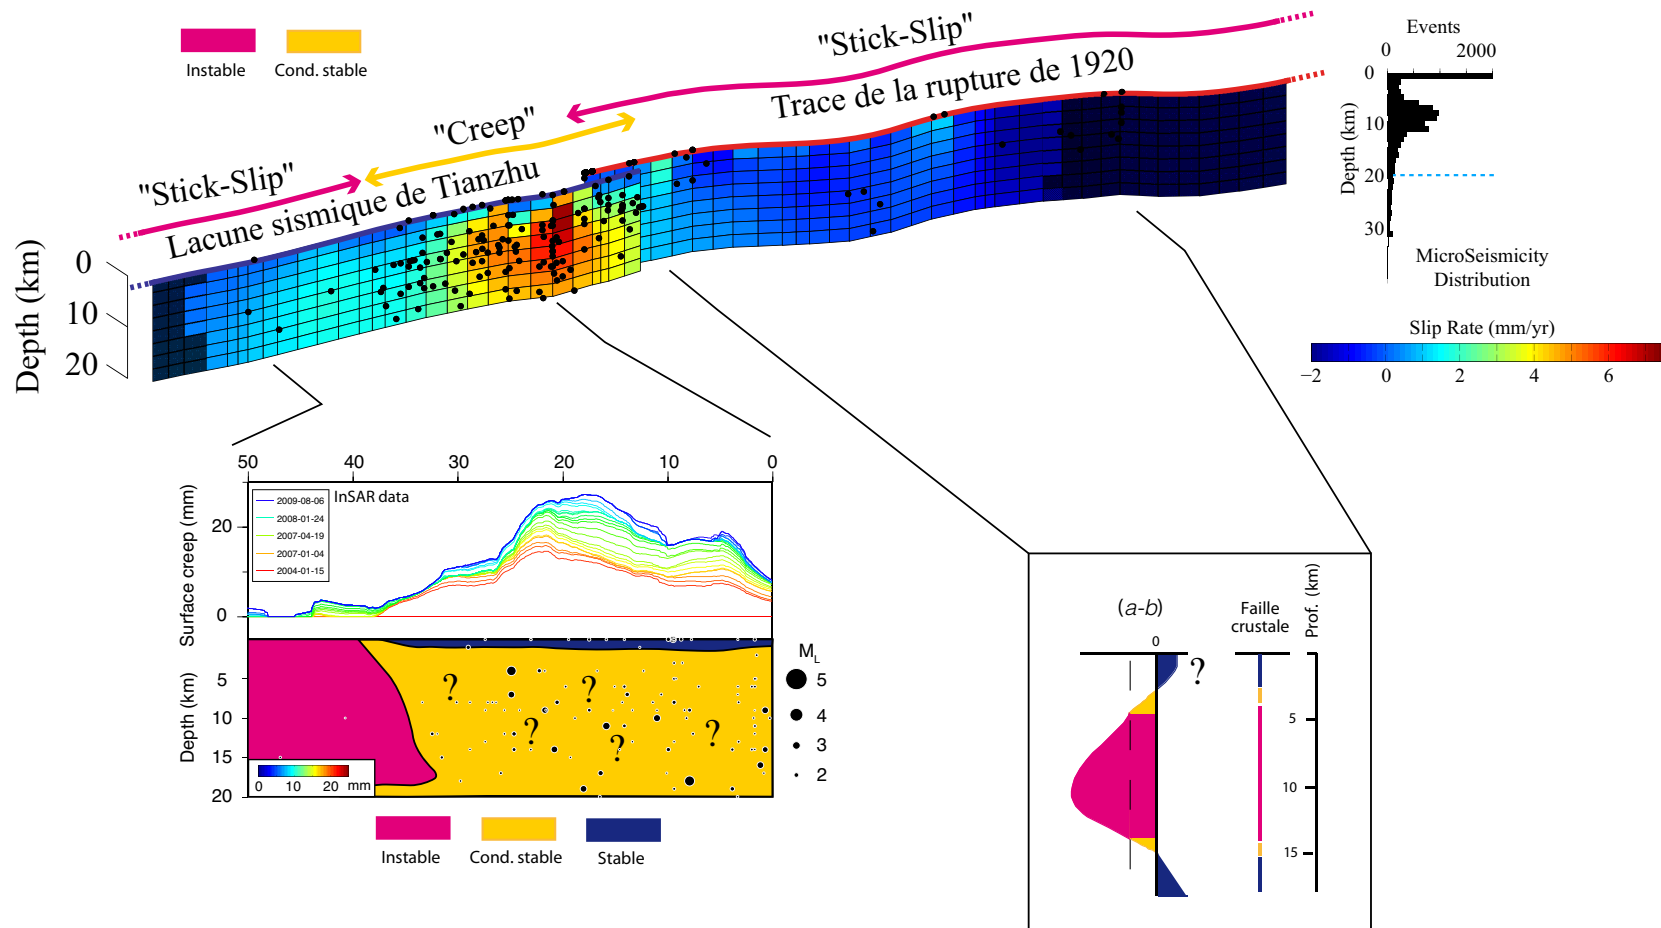 Instable
Cond. stable
"Stick-Slip"
Events
0
2000
Trace de la rupture de 1920
"Creep"
"Stick-Slip"
Lacune sismique de Tianzhu
Depth (km)
0
10
20
Depth (km)
0
10
20
30
MicroSeismicity
Distribution
Slip Rate (mm/yr)
−2
0
2
4
6
50
40
30
20
10
0
InSAR data
2009-08-06
2008-01-24
2007-04-19
2007-01-04
2004-01-15
Surface creep (mm)
20
0
Depth (km)
5
10
15
20
?
?
?
?
?
0
10
20
mm
ML
5
4
3
2
Instable
Cond. stable
Stable
(a-b)
0
?
Faille
crustale
Prof. (km)
5
10
15